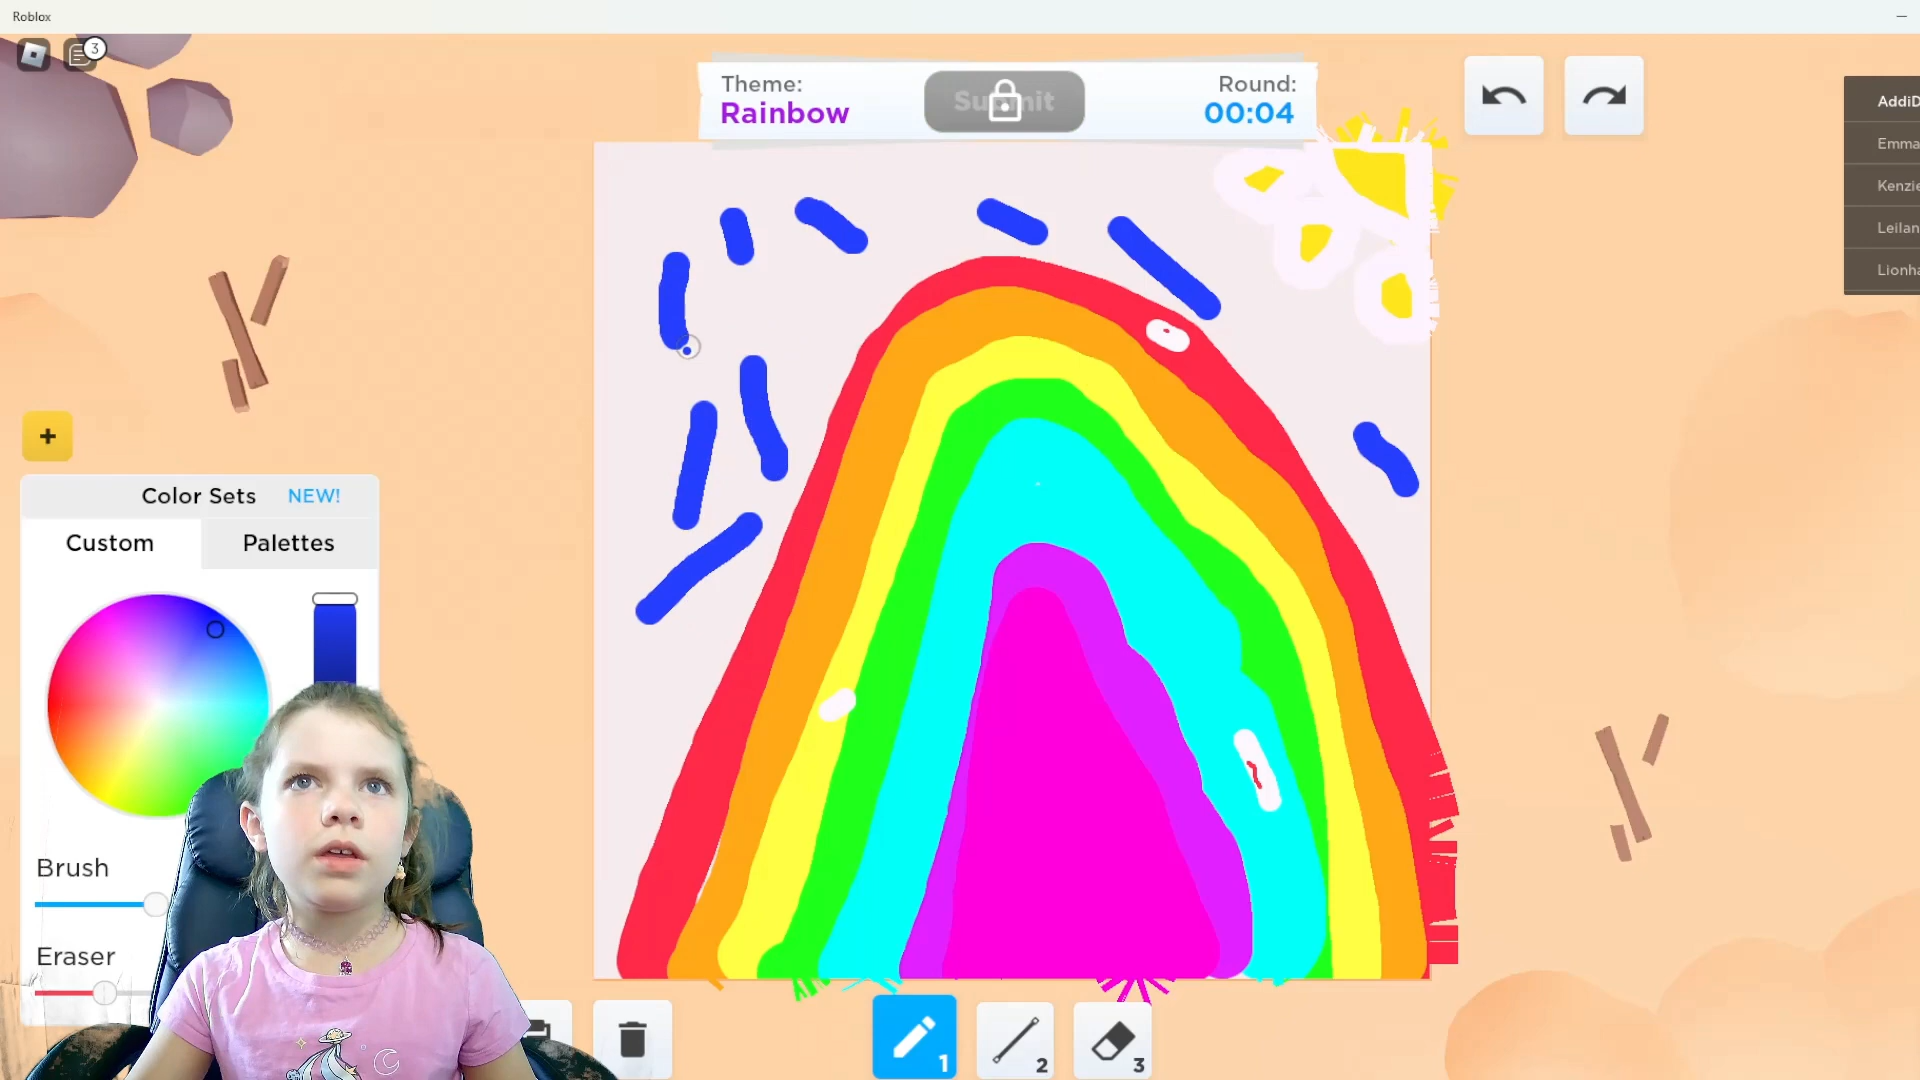 Roblox
3
Theme:
Rainbow
Submit
Round:
00:04
AddiD
Emma
Kenzie
Leilan
Lionha
+
Color Sets NEW!
Custom
Palettes
Brush
Eraser
1
2
3